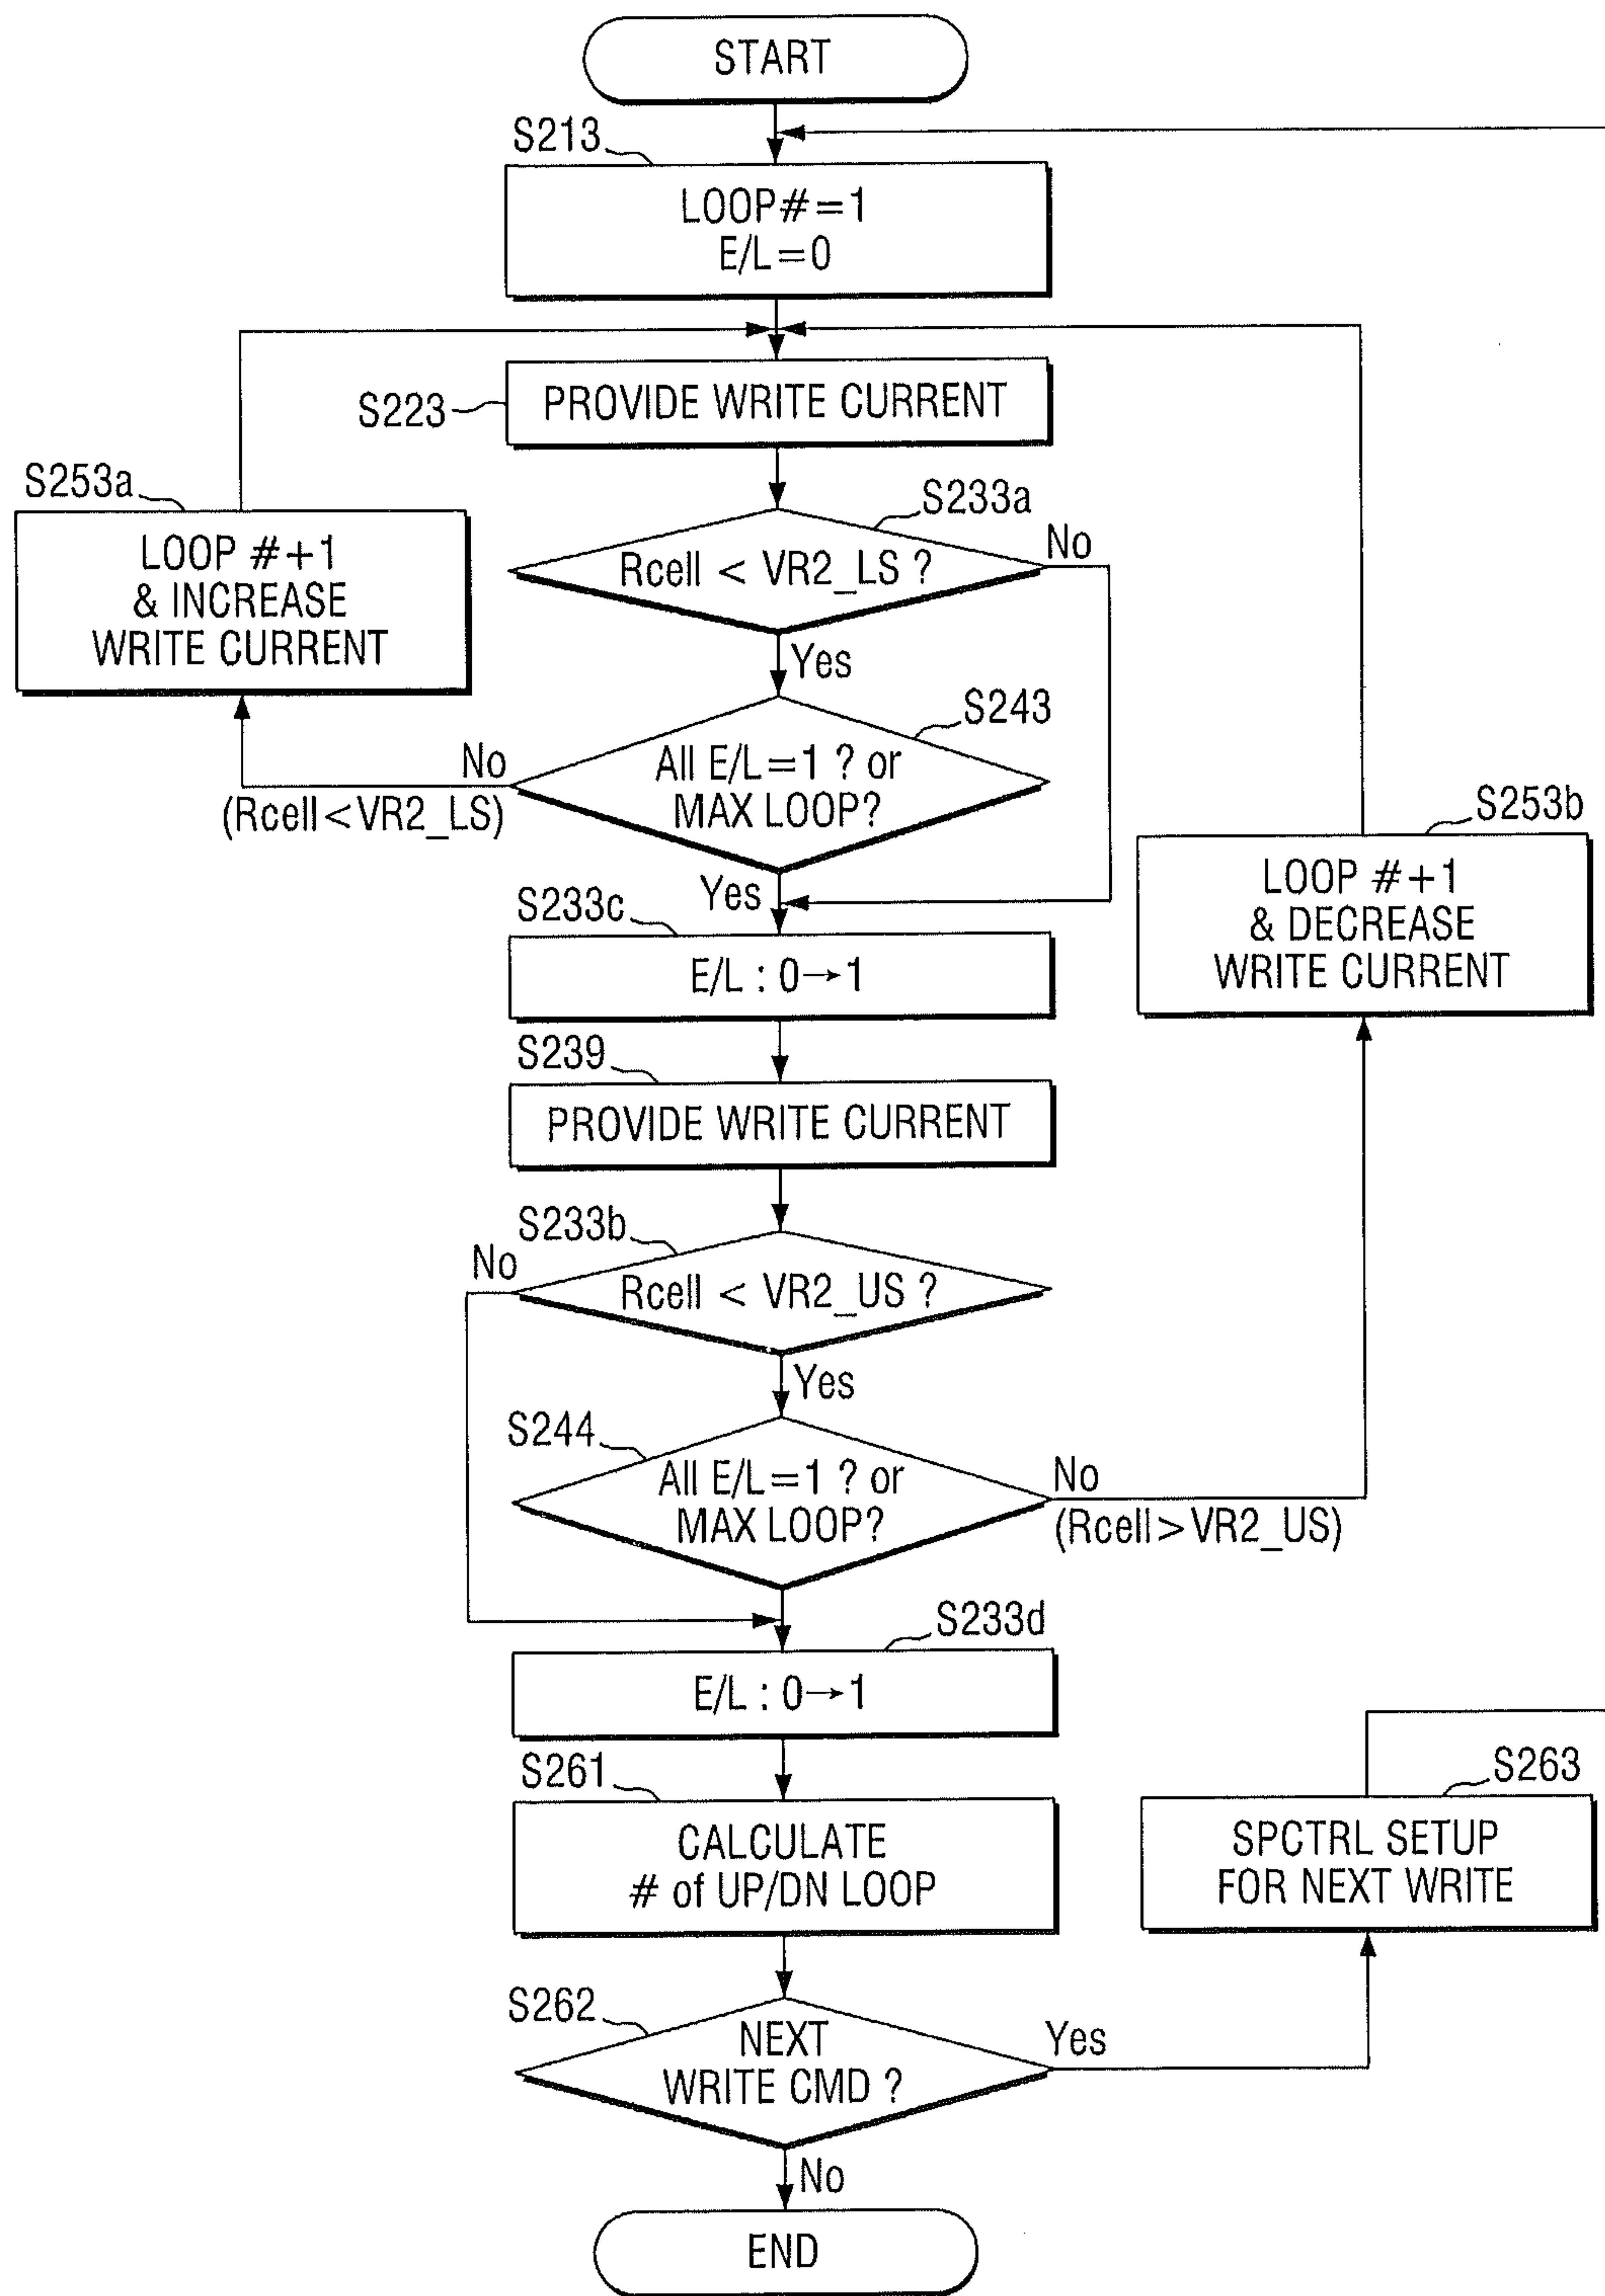 START
S213
LOOP#=1
E/L=0
S223
PROVIDE WRITE CURRENT
S253a
LOOP #+1
& INCREASE
WRITE CURRENT
S233a
Rcell < VR2_LS ?
No
Yes
S243
All E/L=1 ? or
MAX LOOP?
No
(Rcell<VR2_LS)
Yes
S253b
LOOP #+1
& DECREASE
WRITE CURRENT
S233c
E/L : 0→1
S239
PROVIDE WRITE CURRENT
S233b
No
Rcell < VR2_US ?
Yes
S244
All E/L=1 ? or
MAX LOOP?
No
(Rcell>VR2_US)
S233d
E/L : 0→1
S261
CALCULATE
# of UP/DN LOOP
S263
SPCTRL SETUP
FOR NEXT WRITE
S262
NEXT
WRITE CMD ?
Yes
No
END